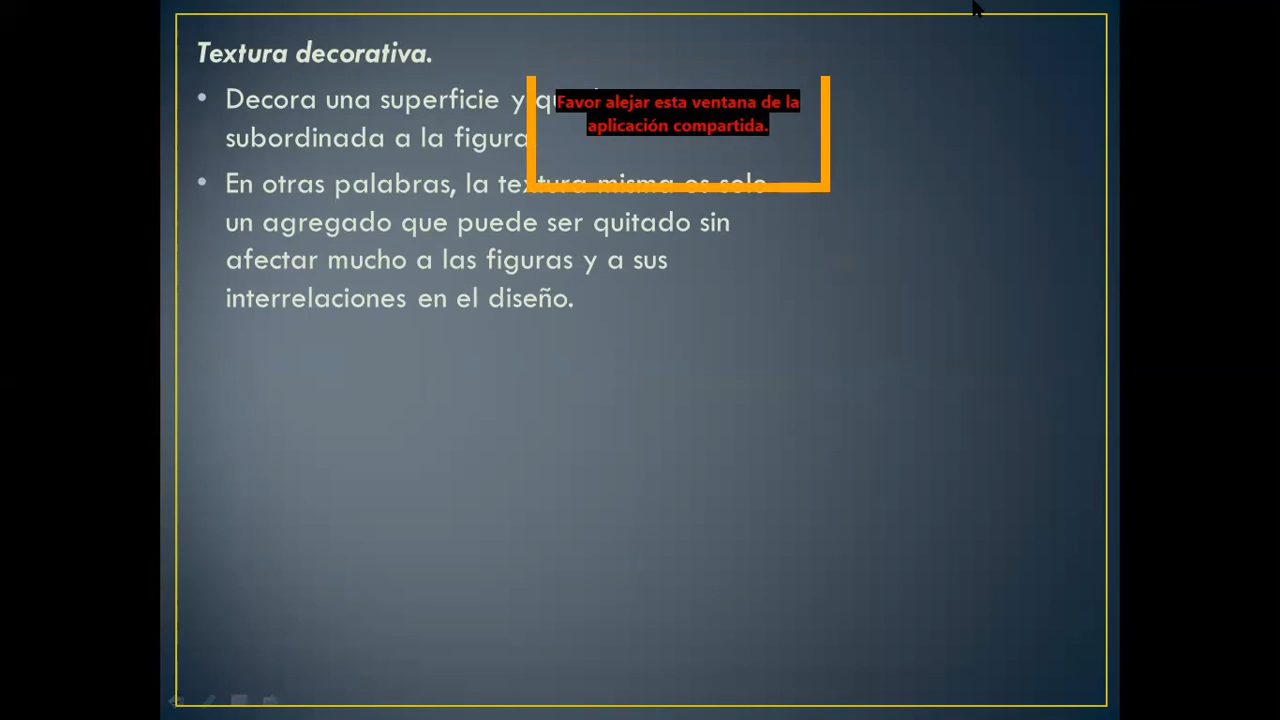 Textura decorativa.
• Decora una superficie y
Favor alejar esta ventana de la
aplicación compartida.
subordinada a la figura
• En otras palabras, la textura misma es solo
un agregado que puede ser quitado sin
afectar mucho a las figuras y a sus
interrelaciones en el diseño.